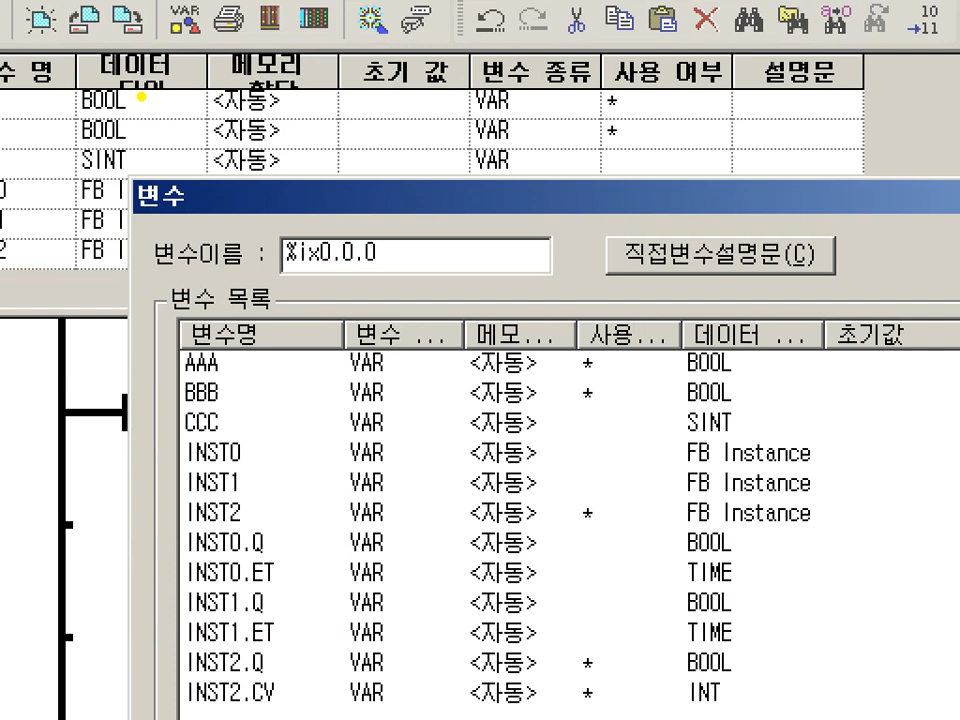 VAR
10
11
수 명 데이터 메모리 초기 값 변수 종류 사용 여부 설명문
BOOL <자동> VAR *
BOOL <자동> VAR *
SINT <자동> VAR
0 FB I
1 FB I
2 FB I
변수
변수이름 : %ix0.0.0 직접변수설명문(C)
변수 목록
변수명 변수 ... 메모... 사용... 데이터 ... 초기값
AAA VAR <자동> * BOOL
BBB VAR <자동> * BOOL
CCC VAR <자동> SINT
INST0 VAR <자동> FB Instance
INST1 VAR <자동> FB Instance
INST2 VAR <자동> * FB Instance
INST0.Q VAR <자동> BOOL
INST0.ET VAR <자동> TIME
INST1.Q VAR <자동> BOOL
INST1.ET VAR <자동> TIME
INST2.Q VAR <자동> * BOOL
INST2.CV VAR <자동> * INT